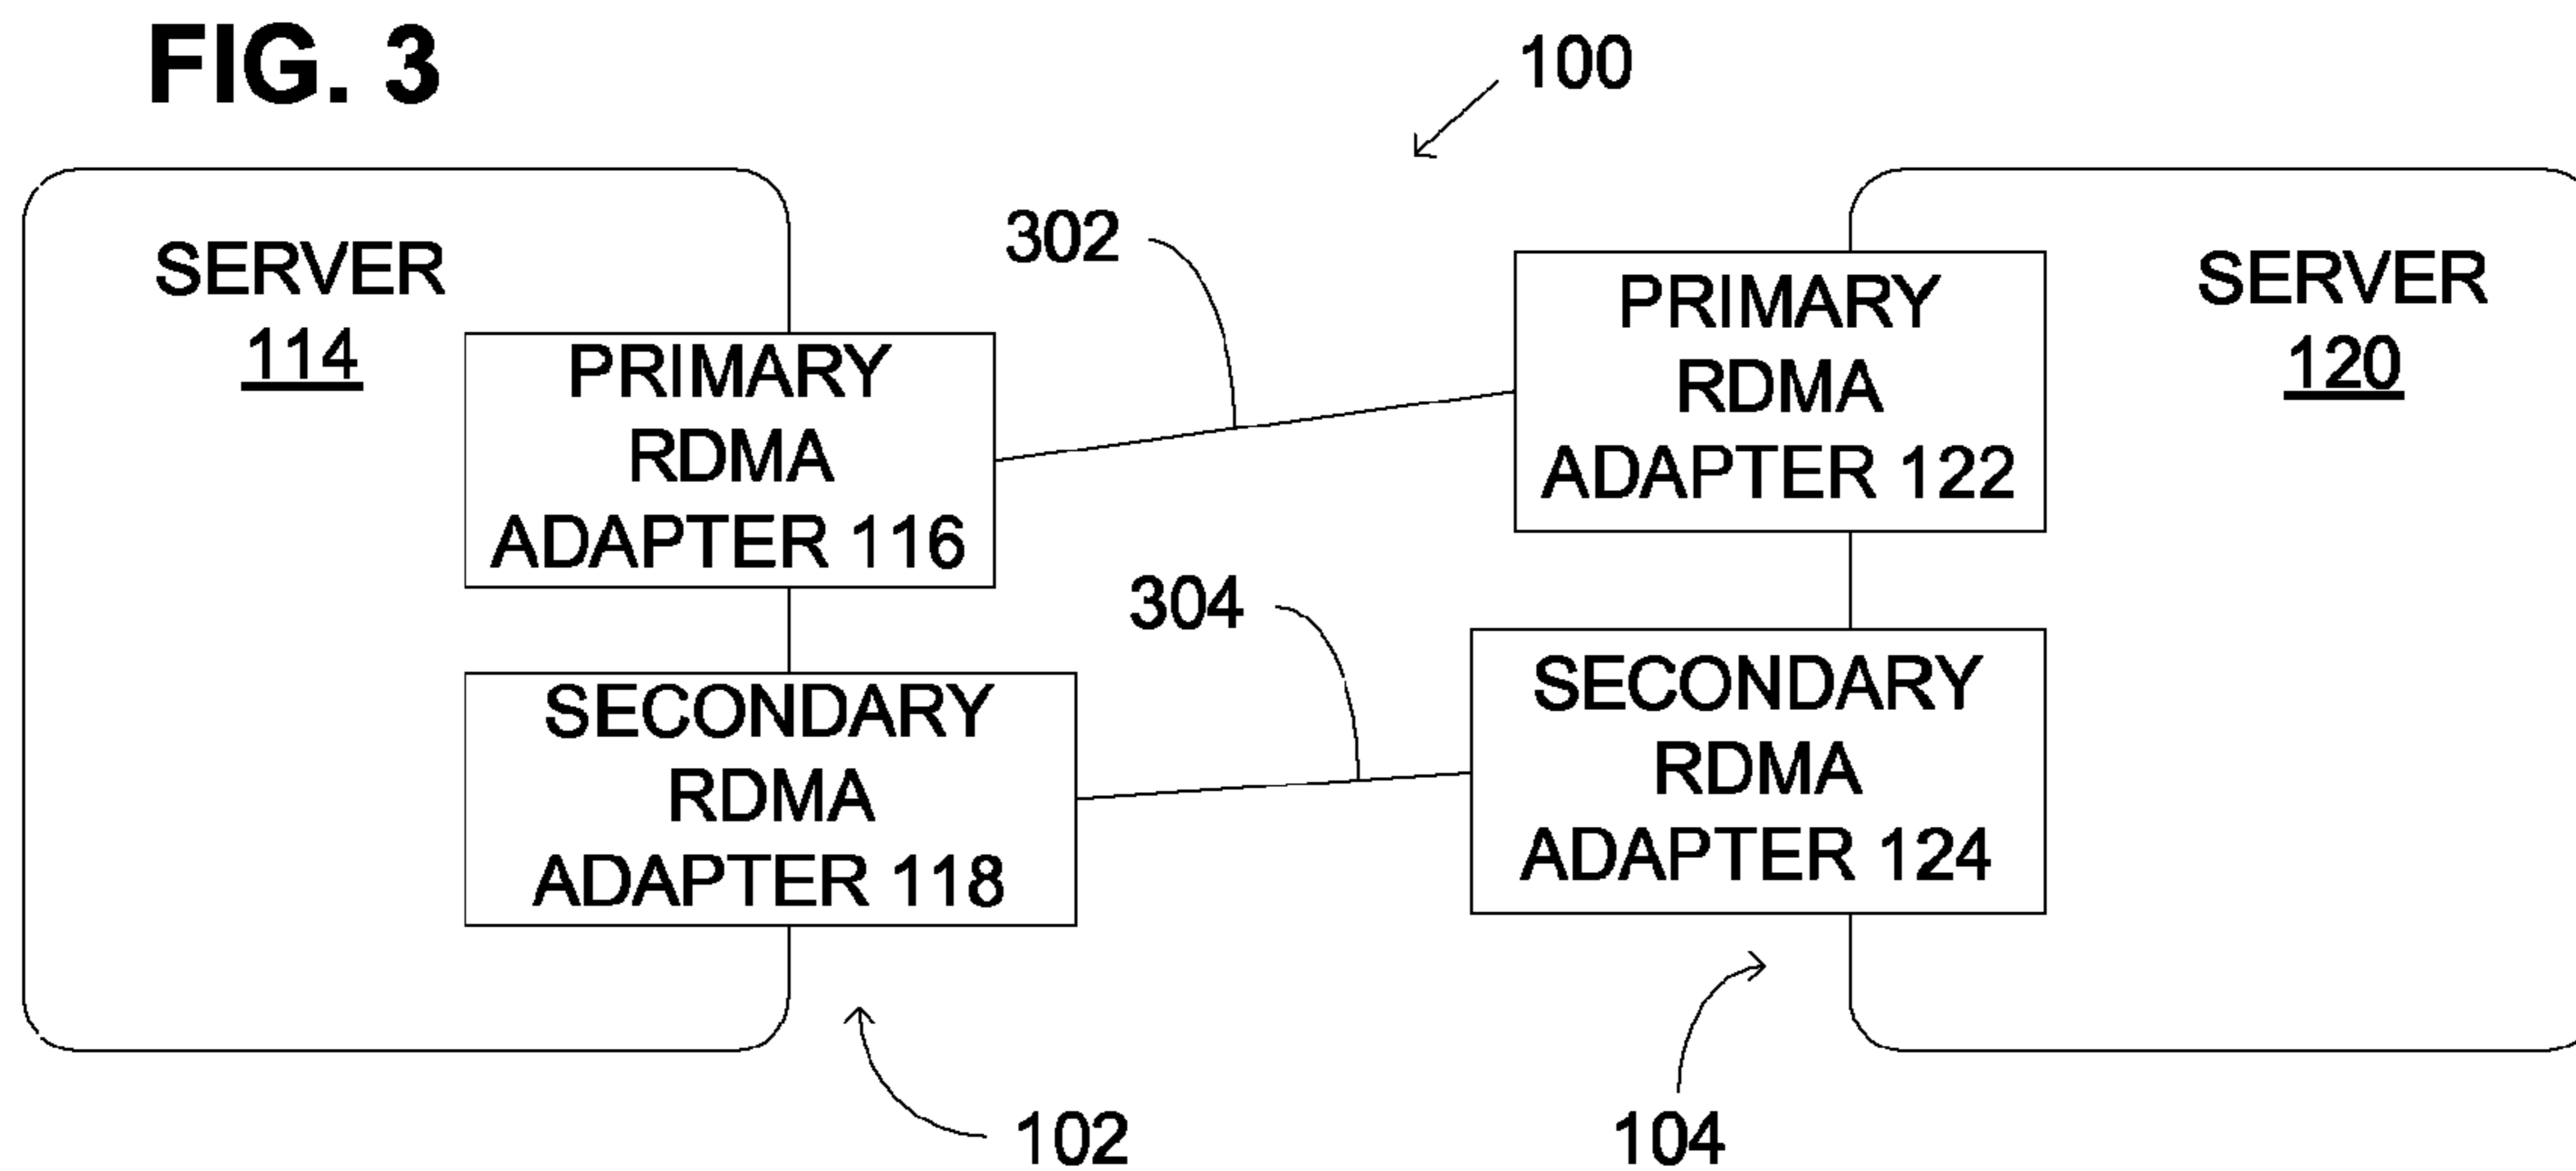 FIG. 3
100
302
SERVER
114
PRIMARY
RDMA
ADAPTER 116
PRIMARY
RDMA
ADAPTER 122
SERVER
120
304
SECONDARY
RDMA
ADAPTER 118
SECONDARY
RDMA
ADAPTER 124
102
104